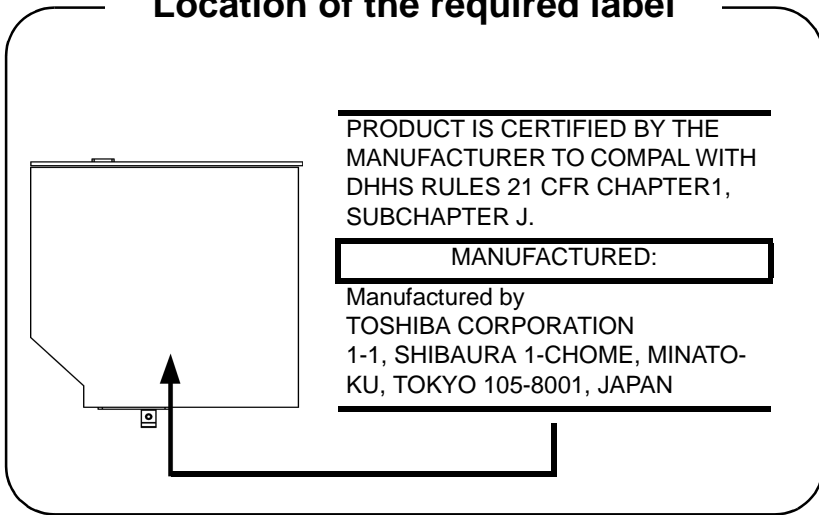 Location of the required label
PRODUCT IS CERTIFIED BY THE
MANUFACTURER TO COMPAL WITH
DHHS RULES 21 CFR CHAPTER1,
SUBCHAPTER J.
MANUFACTURED:
Manufactured by
TOSHIBA CORPORATION
1-1, SHIBAURA 1-CHOME, MINATO-
KU, TOKYO 105-8001, JAPAN